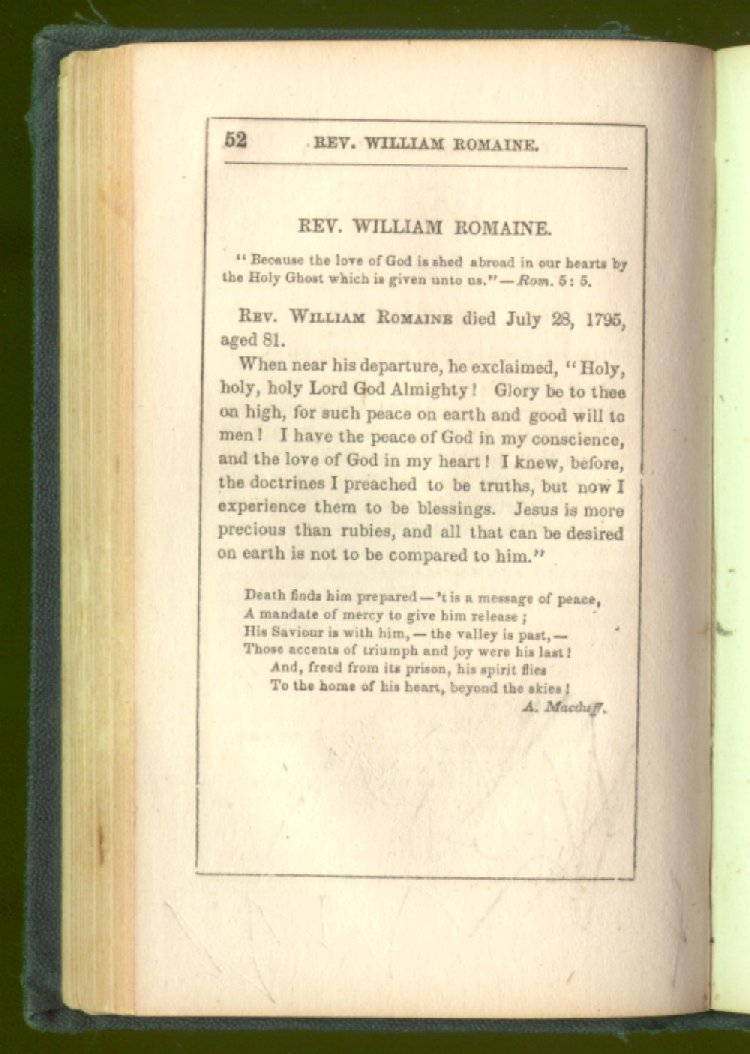 52 REV. WILLIAM ROMAINE.
REV. WILLIAM ROMAINE.
"Because the love of God is shed abroad in our hearts by
the Holy Ghost which is given unto us."—Rom. 5: 5.
REV. WILLIAM ROMAINE died July 28, 1795,
aged 81.
When near his departure, he exclaimed, "Holy,
holy, holy Lord God Almighty! Glory be to thee
on high, for such peace on earth and good will to
men! I have the peace of God in my conscience,
and the love of God in my heart! I knew, before,
the doctrines I preached to be truths, but now I
experience them to be blessings. Jesus is more
precious than rubies, and all that can be desired
on earth is not to be compared to him."
Death finds him prepared—'t is a message of peace,
A mandate of mercy to give him release;
His Saviour is with him,—the valley is past,—
Those accents of triumph and joy were his last!
And, freed from its prison, his spirit flies
To the home of his heart, beyond the skies!
A. Macduff.